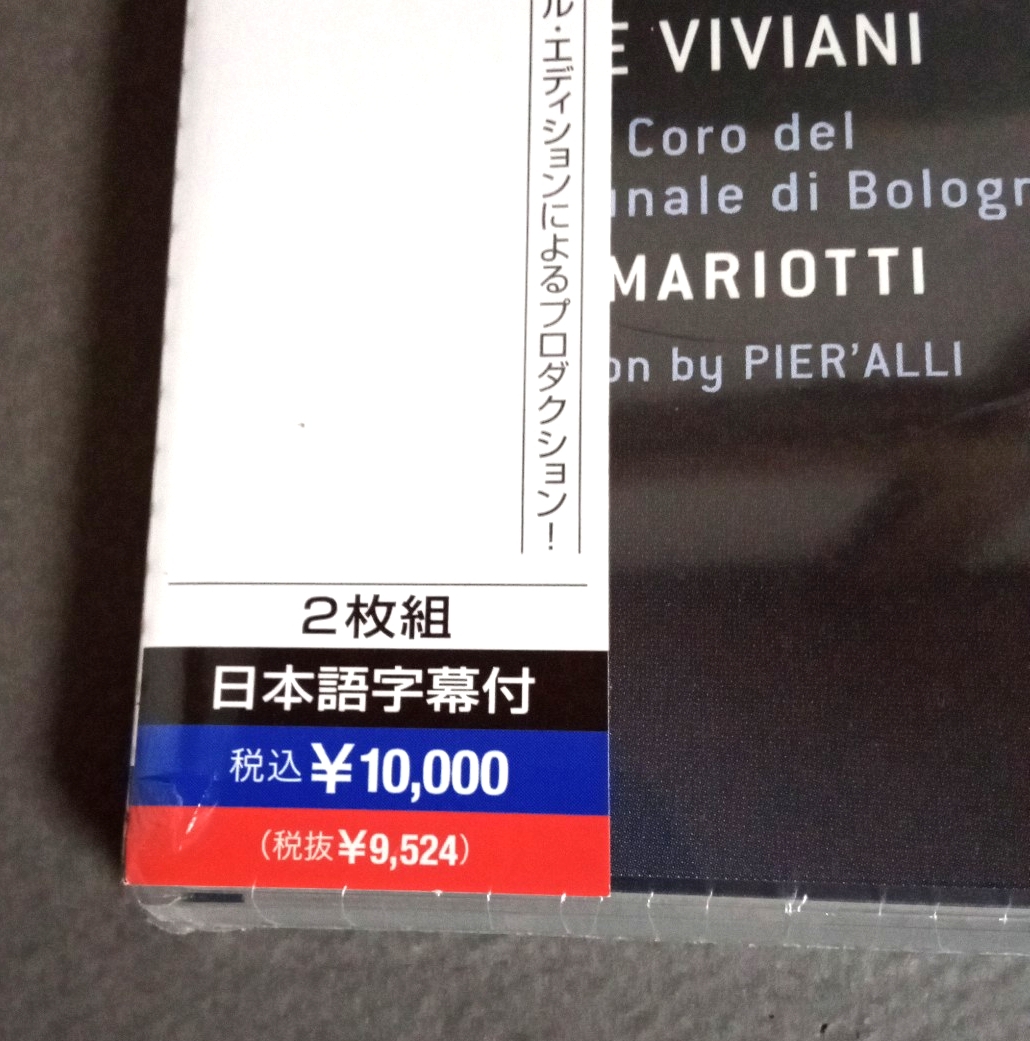 ル・エディションによるプロダクション!
E VIVIANI
Coro del
unale di Bologn
MARIOTTI
on by PIER'ALLI
2枚組
日本語字幕付
税込¥10,000
(税抜¥9,524)